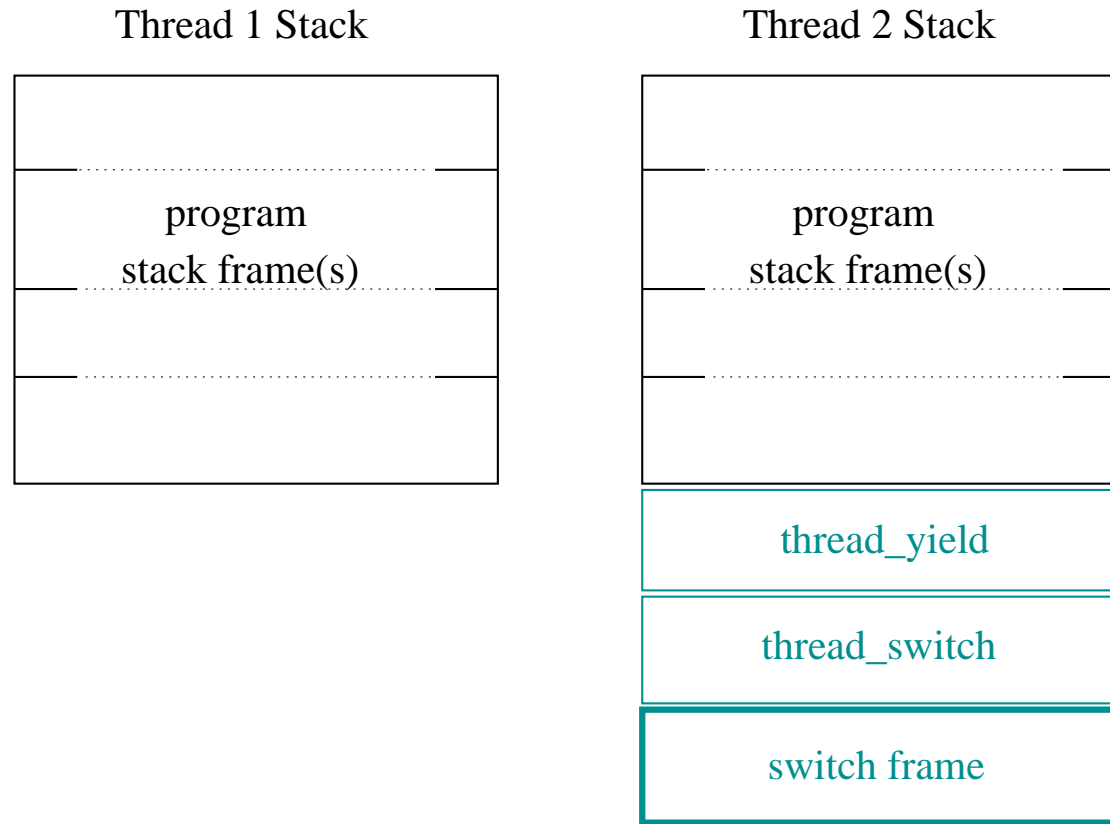 Thread 1 Stack
Thread 2 Stack
program
stack frame(s)
program
stack frame(s)
thread_yield
thread_switch
switch frame